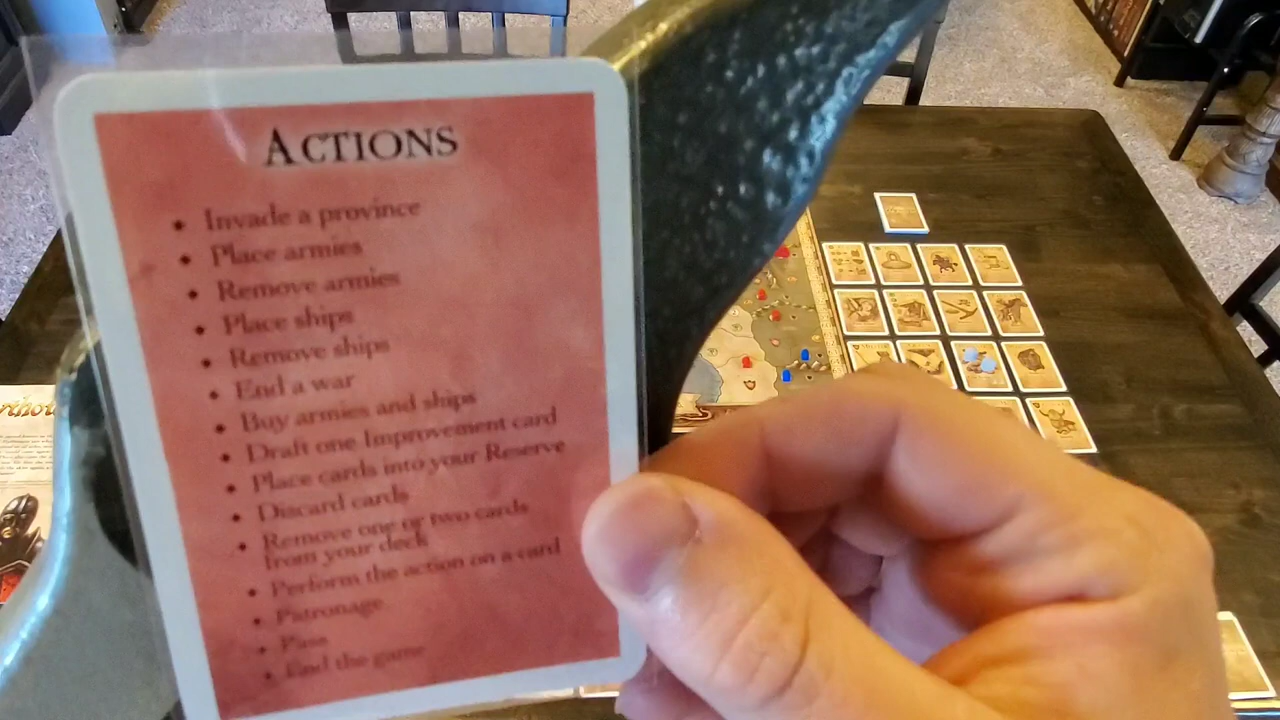 ACTIONS
• Invade a province
• Place armies
• Remove armies
• Place ships
• Remove ships
• End a war
• Buy armies and ships
• Draft one Improvement card
• Place cards into your Reserve
• Discard cards
• Remove one or two cards
from your deck
• Perform the action on a card
• Patronage
• Pass
• End the game